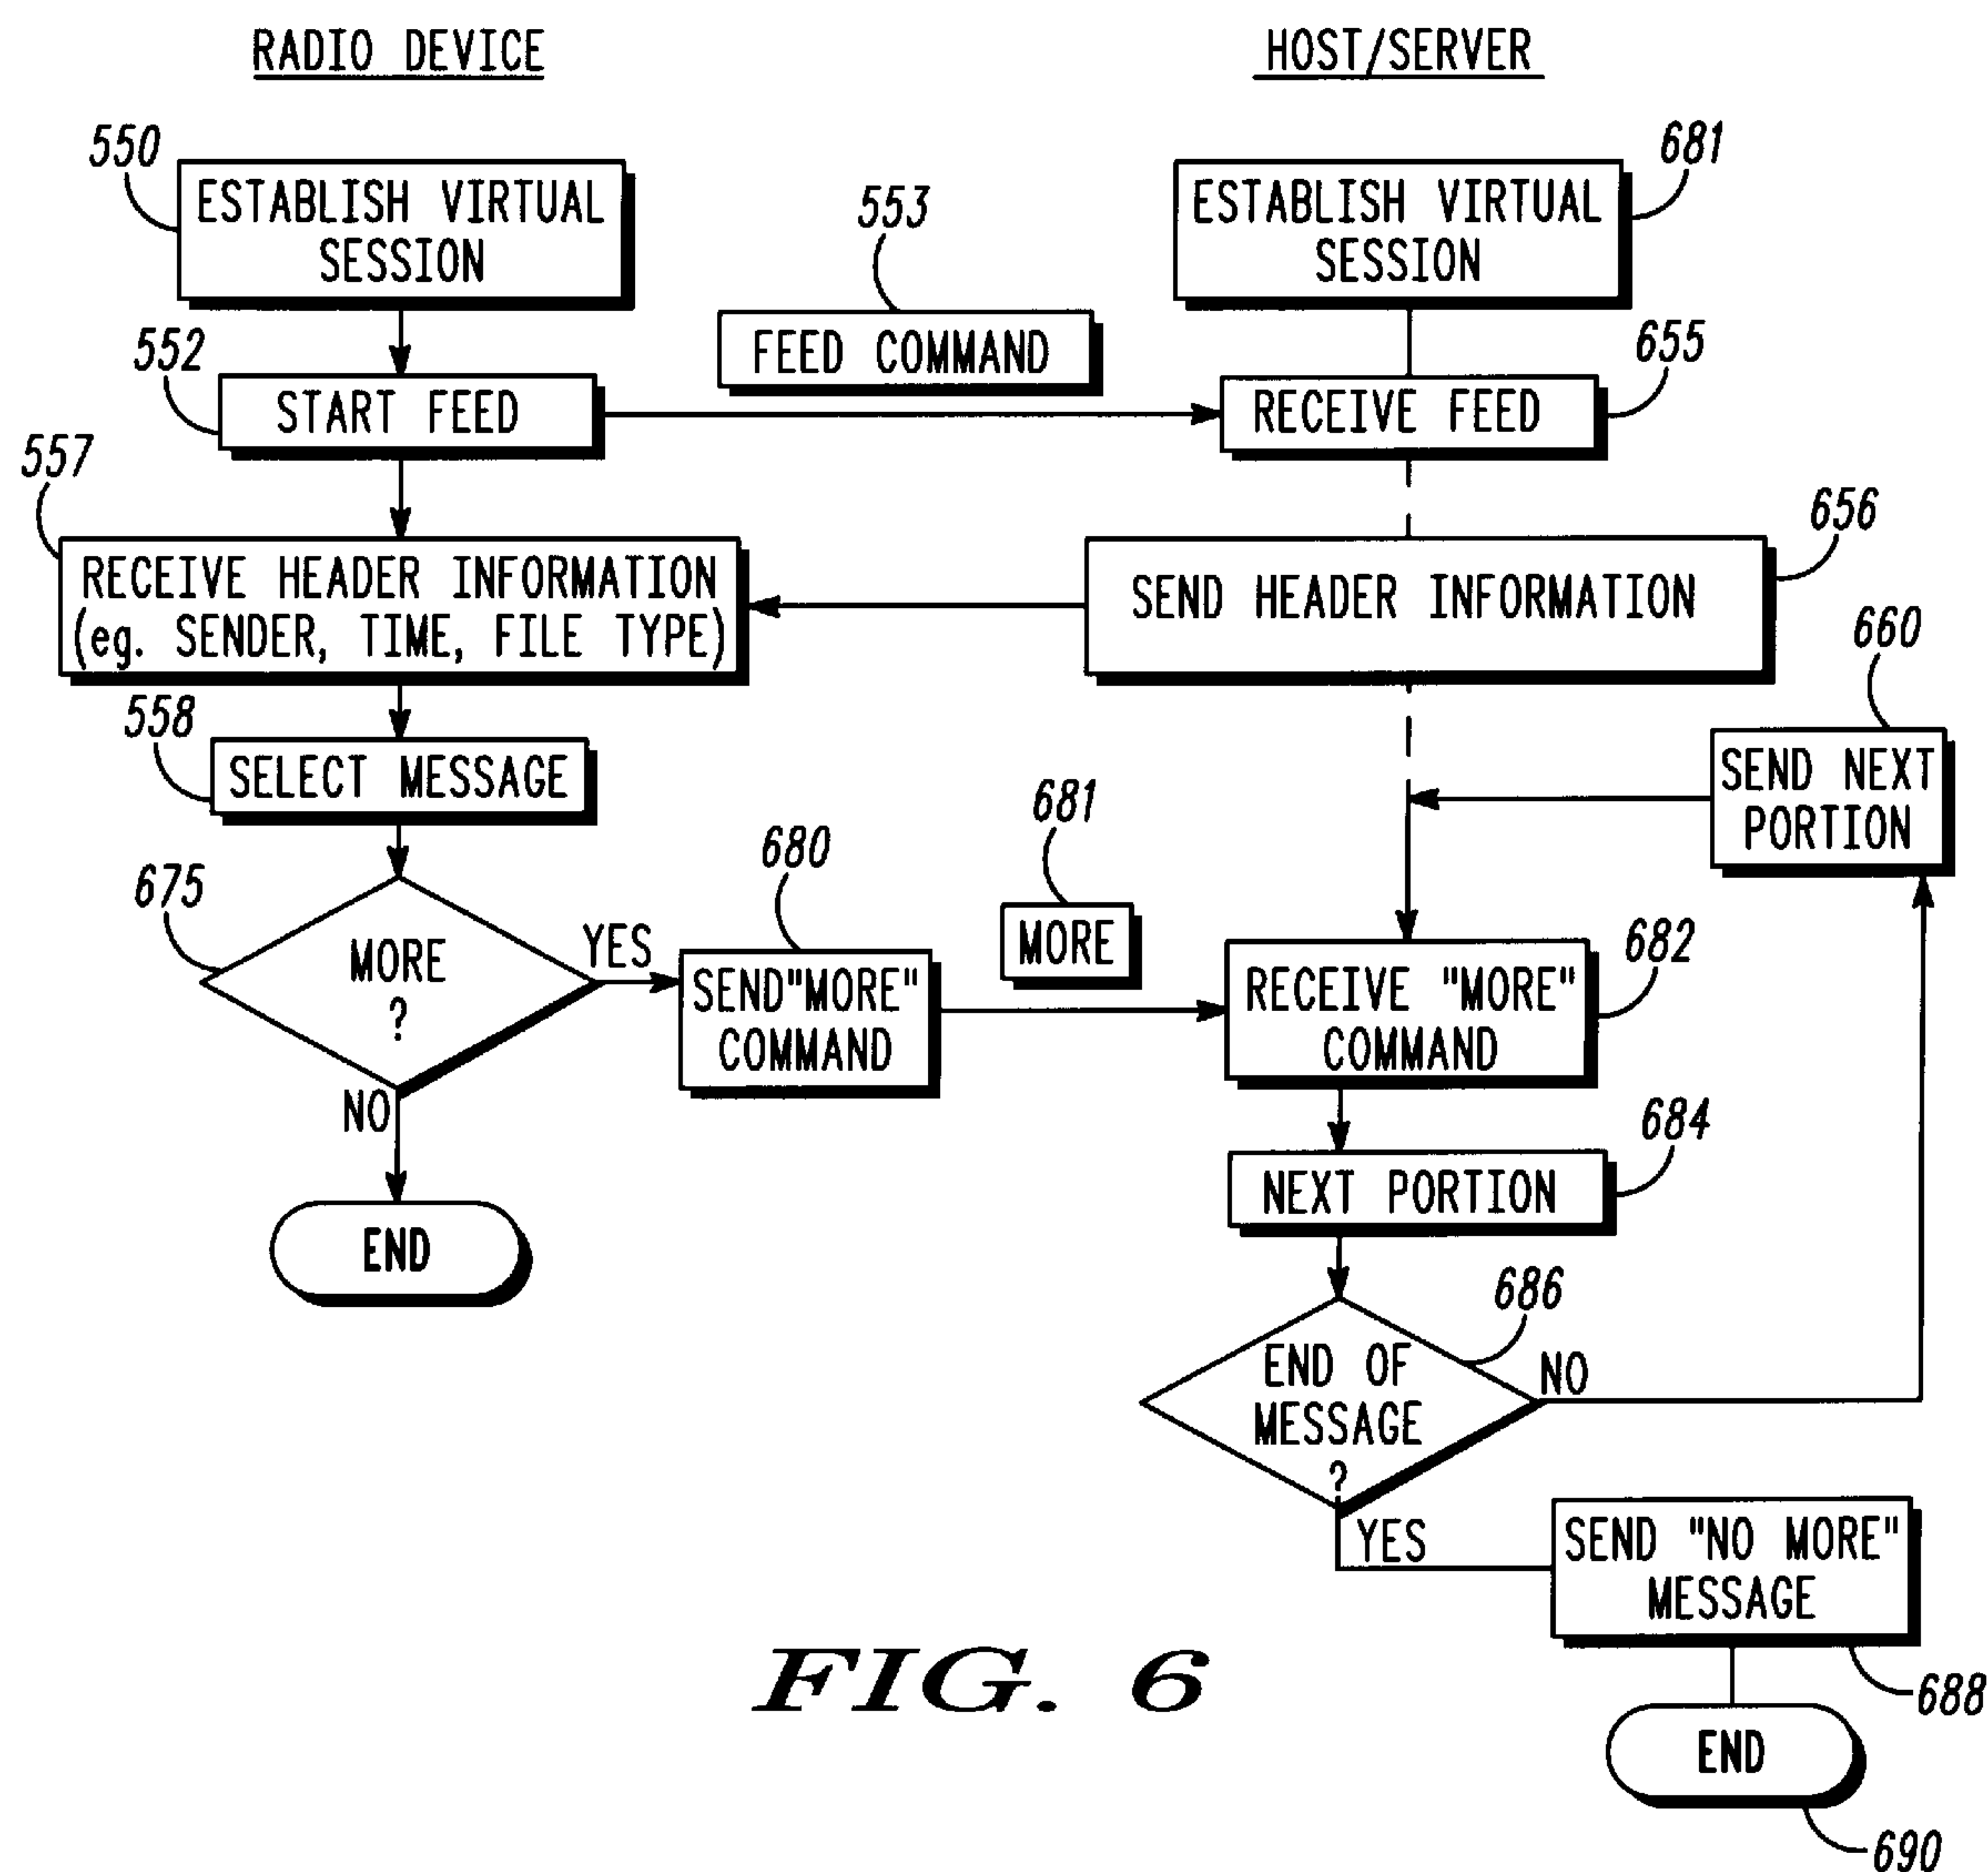 RADIO DEVICE
HOST/SERVER
550
ESTABLISH VIRTUAL
SESSION
553
FEED COMMAND
681
ESTABLISH VIRTUAL
SESSION
552
START FEED
655
RECEIVE FEED
557
RECEIVE HEADER INFORMATION
(eg. SENDER, TIME, FILE TYPE)
656
SEND HEADER INFORMATION
660
SEND NEXT
PORTION
558
SELECT MESSAGE
675
MORE
?
YES
NO
680
SEND"MORE"
COMMAND
681
MORE
682
RECEIVE "MORE"
COMMAND
684
NEXT PORTION
END
686
END OF
MESSAGE
?
NO
YES
SEND "NO MORE"
MESSAGE
688
END
690
FIG. 6